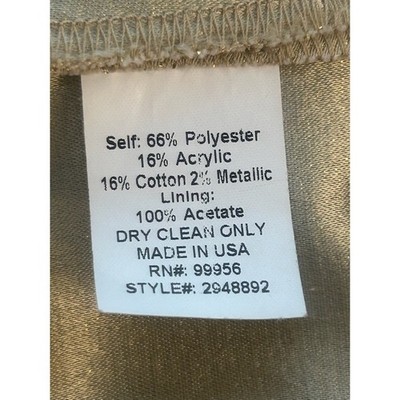 Self: 66% Polyester
16% Acrylic
16% Cotton 2% Metallic
Lining:
100% Acetate
DRY CLEAN ONLY
MADE IN USA
RN#: 99956
STYLE#: 2948892